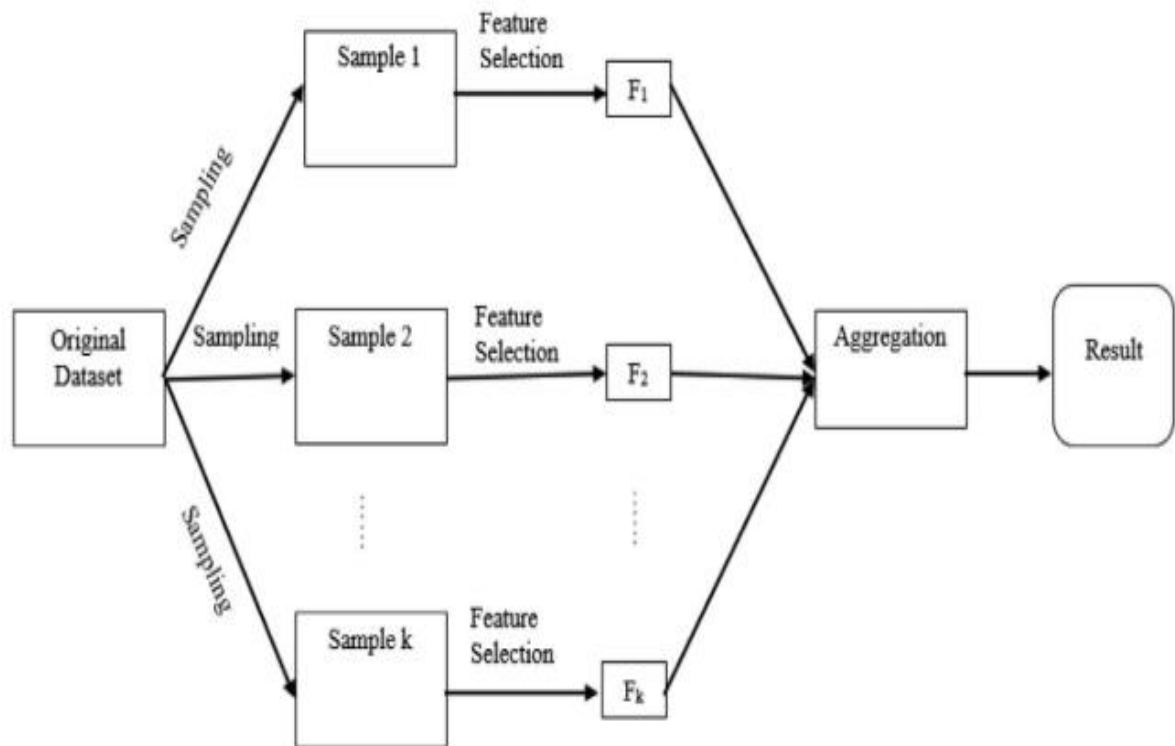 Sampling
Sample 1
Feature
Selection
F1
Original
Dataset
Sampling
Sample 2
Feature
Selection
F2
Aggregation
Result
Sampling
Sample k
Feature
Selection
Fk